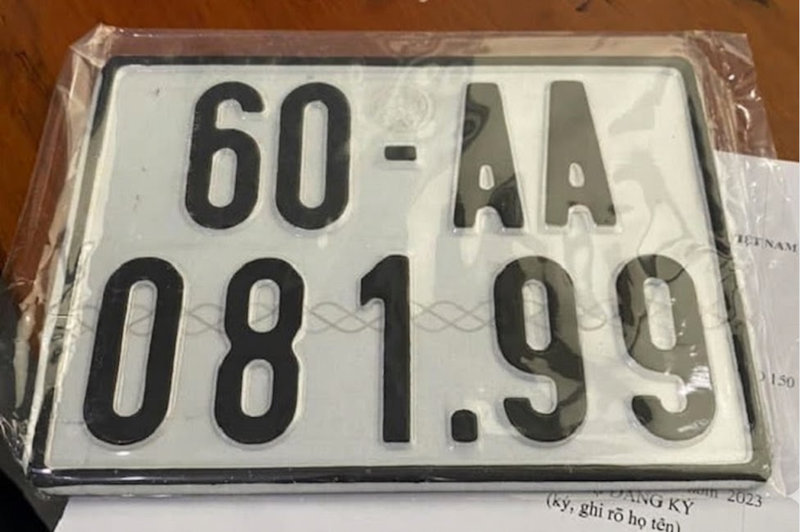 60-AA
081.99
VIỆT NAM
150
2023
ĐĂNG KÝ
(ký, ghi rõ họ tên)